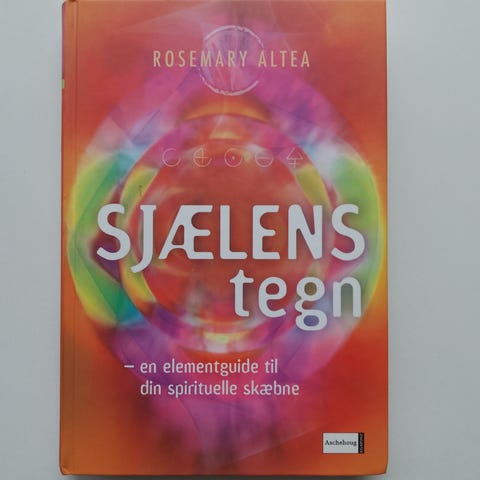 ROSEMARY ALTEA
SJÆLENS
tegn
– en elementguide til
din spirituelle skæbne
Aschehoug